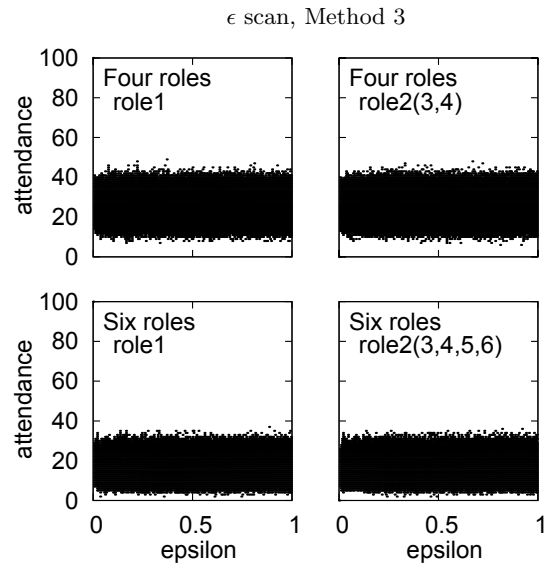 ϵ scan, Method 3
Four roles
role1
Four roles
role2(3,4)
attendance
100
80
60
40
20
0
Six roles
role1
Six roles
role2(3,4,5,6)
attendance
100
80
60
40
20
0
0 0.5 1
0 0.5 1
epsilon
epsilon